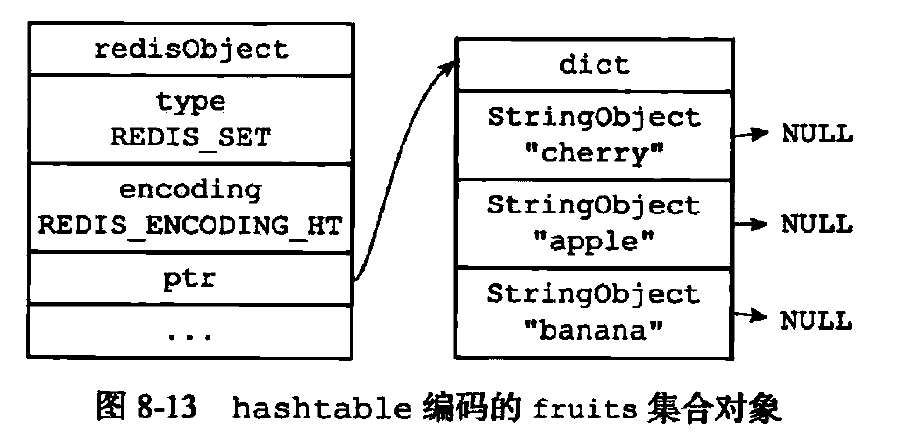 redisObject
type
REDIS_SET
encoding
REDIS_ENCODING_HT
ptr
...
dict
StringObject
"cherry"
NULL
StringObject
"apple"
NULL
StringObject
"banana"
NULL
图 8-13 hashtable 编码的 fruits 集合对象